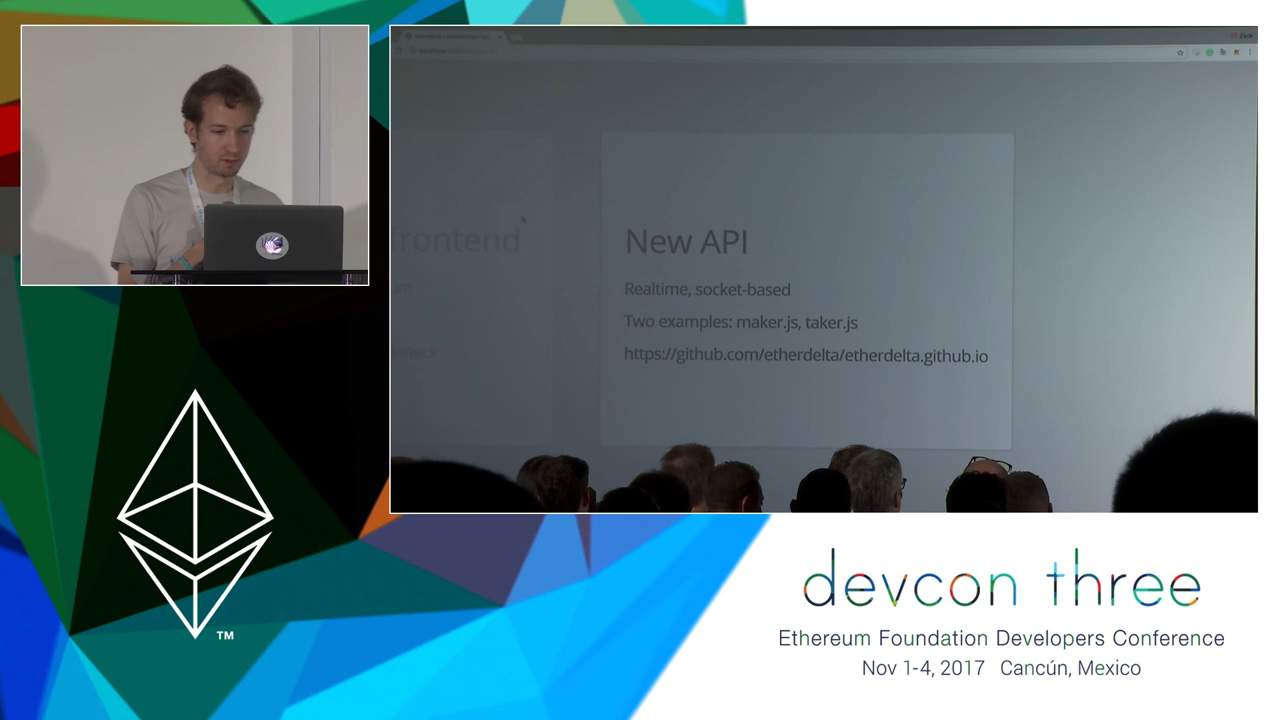 Zack
frontend
New API
Realtime, socket-based
Two examples: maker.js, taker.js
https://github.com/etherdelta/etherdelta.github.io
TM
devcon three
Ethereum Foundation Developers Conference
Nov 1-4, 2017 Cancún, Mexico